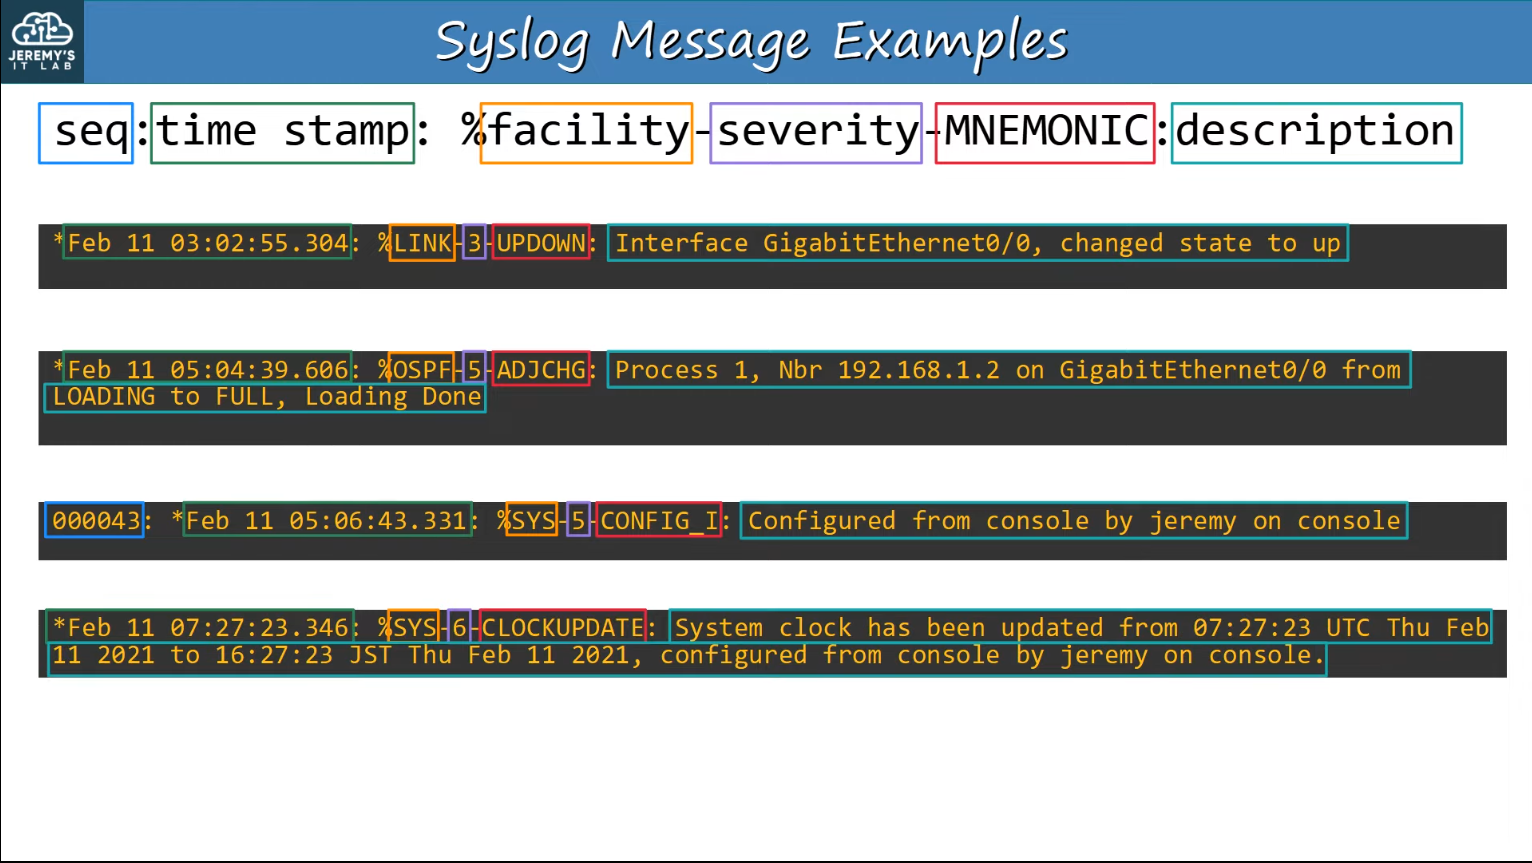 JEREMY'S
IT LAB
Syslog Message Examples
seq:time stamp: %facility-severity-MNEMONIC:description
*Feb 11 03:02:55.304: %LINK-3-UPDOWN: Interface GigabitEthernet0/0, changed state to up
*Feb 11 05:04:39.606: %OSPF-5-ADJCHG: Process 1, Nbr 192.168.1.2 on GigabitEthernet0/0 from
LOADING to FULL, Loading Done
000043: *Feb 11 05:06:43.331: %SYS-5-CONFIG_I: Configured from console by jeremy on console
*Feb 11 07:27:23.346: %SYS-6-CLOCKUPDATE: System clock has been updated from 07:27:23 UTC Thu Feb
11 2021 to 16:27:23 JST Thu Feb 11 2021, configured from console by jeremy on console.